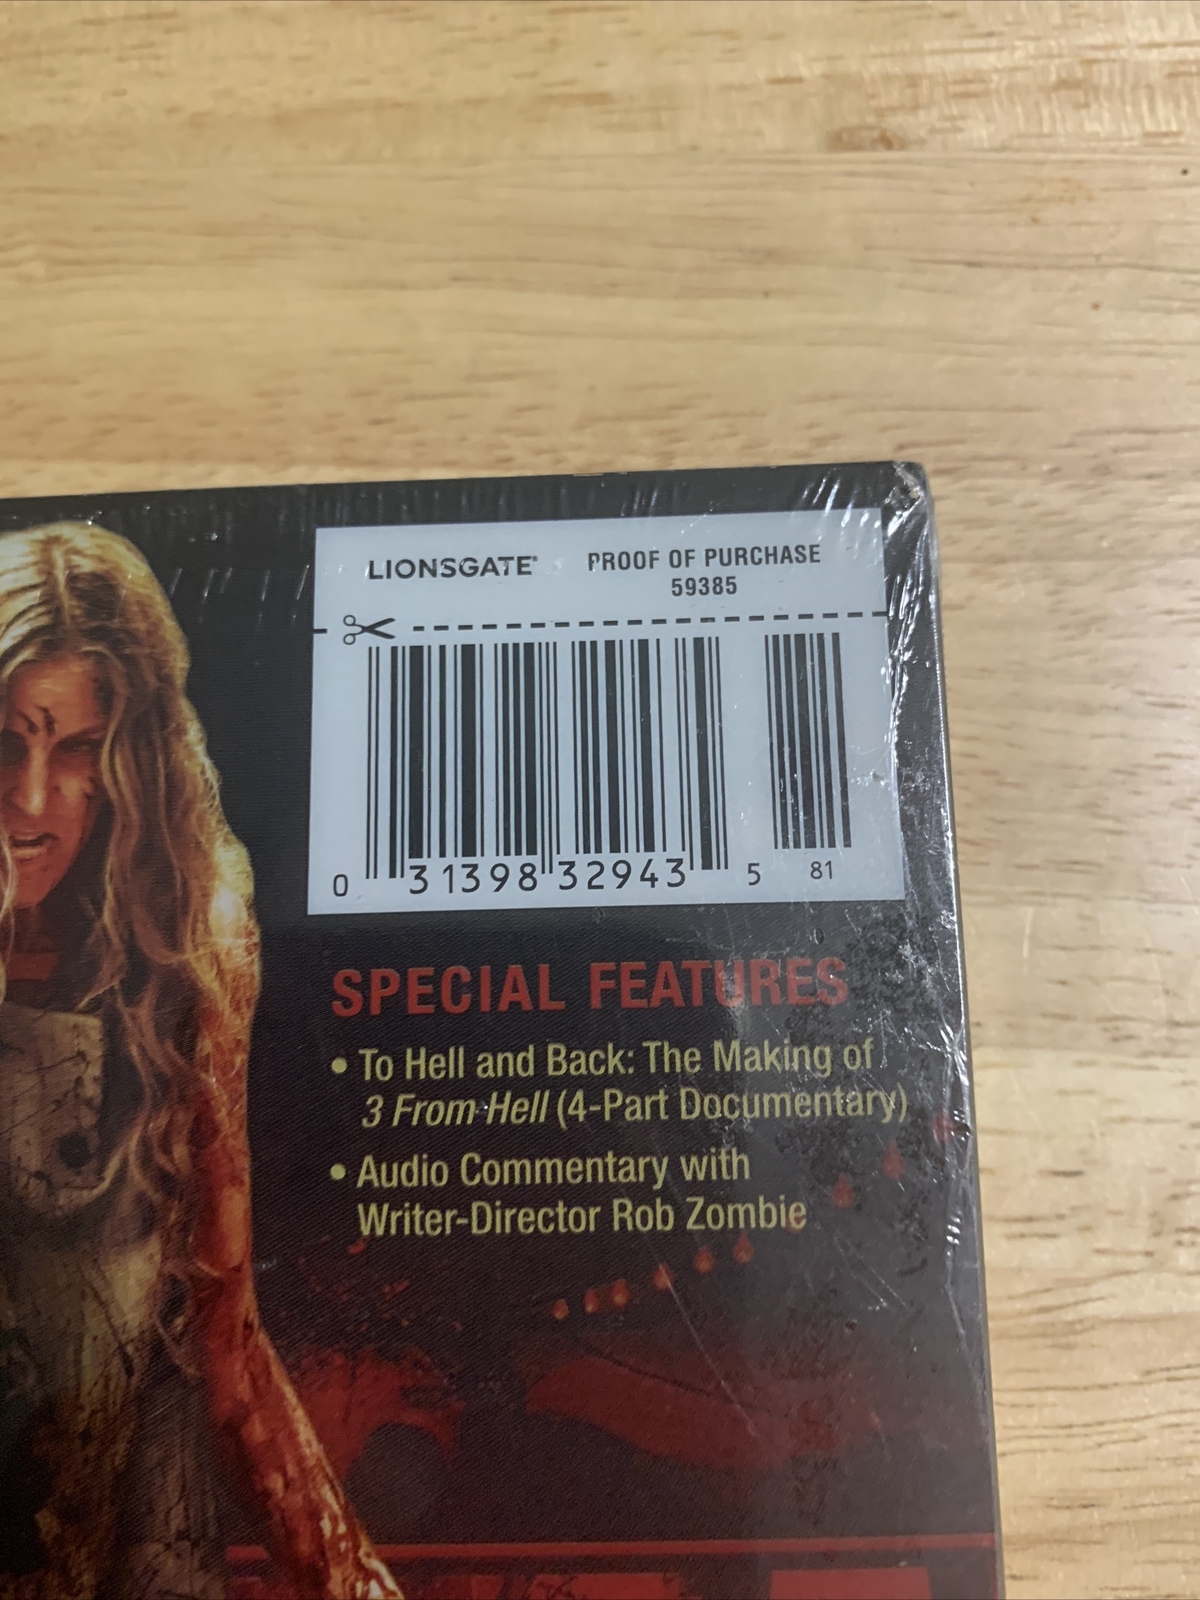 LIONSGATE® PROOF OF PURCHASE
59385
0 31398 32943 5 81
SPECIAL FEATURES
• To Hell and Back: The Making of
3 From Hell (4-Part Documentary)
• Audio Commentary with
Writer-Director Rob Zombie